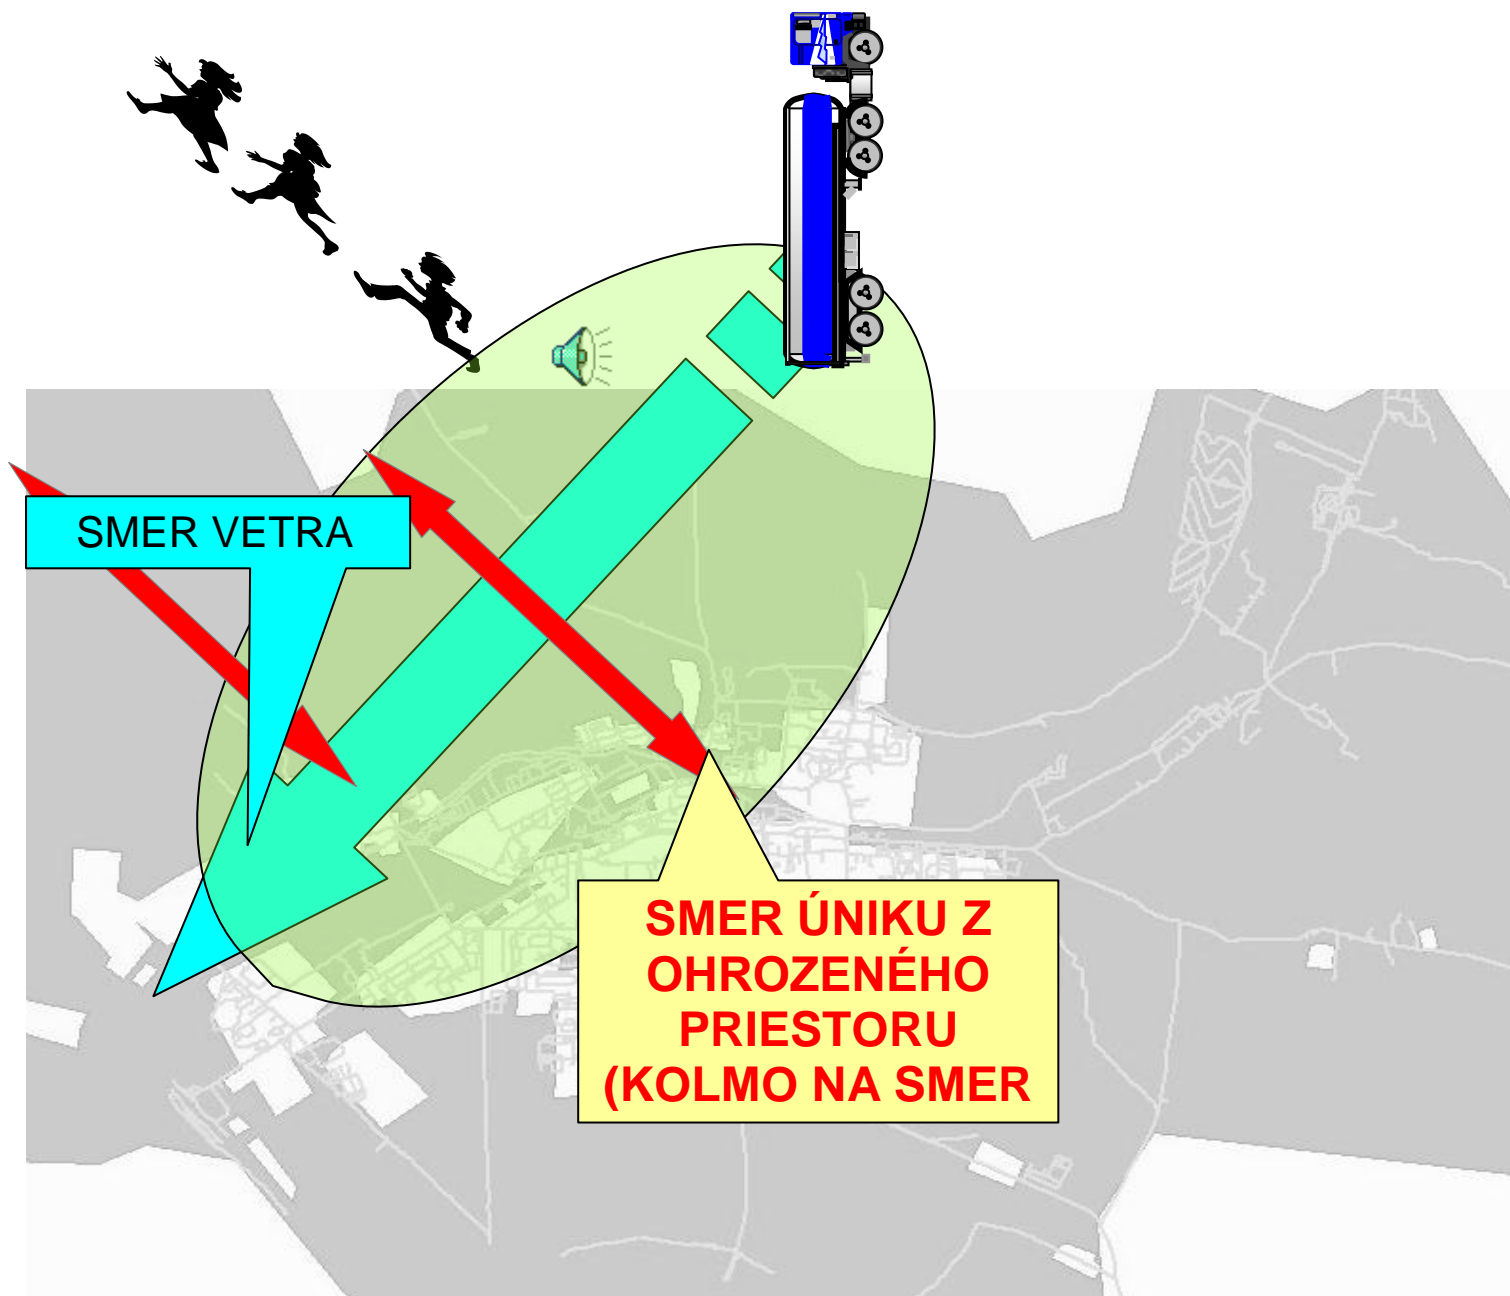 SMER VETRA
SMER ÚNIKU Z
OHROZENÉHO
PRIESTORU
(KOLMO NA SMER